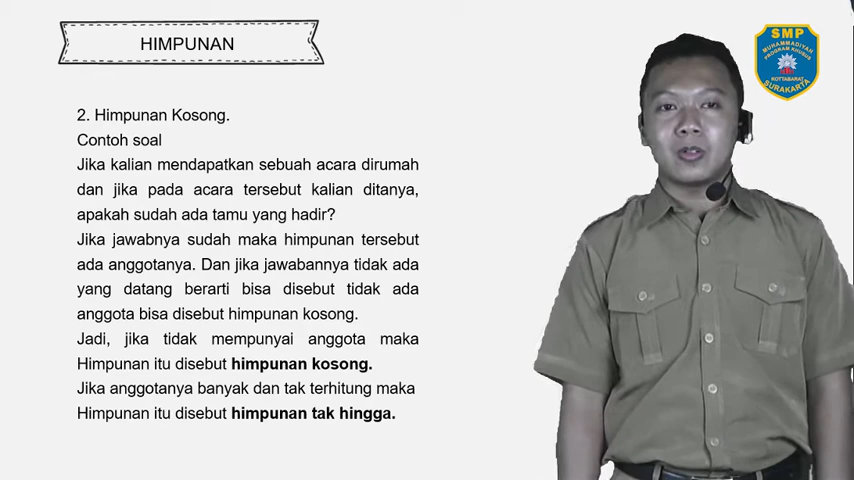 HIMPUNAN
SMP
MUHAMMADIYAH
PROGRAM KHUSUS
KOTTABARAT
SURAKARTA
2. Himpunan Kosong.
Contoh soal
Jika kalian mendapatkan sebuah acara dirumah
dan jika pada acara tersebut kalian ditanya,
apakah sudah ada tamu yang hadir?
Jika jawabnya sudah maka himpunan tersebut
ada anggotanya. Dan jika jawabannya tidak ada
yang datang berarti bisa disebut tidak ada
anggota bisa disebut himpunan kosong.
Jadi, jika tidak mempunyai anggota maka
Himpunan itu disebut himpunan kosong.
Jika anggotanya banyak dan tak terhitung maka
Himpunan itu disebut himpunan tak hingga.